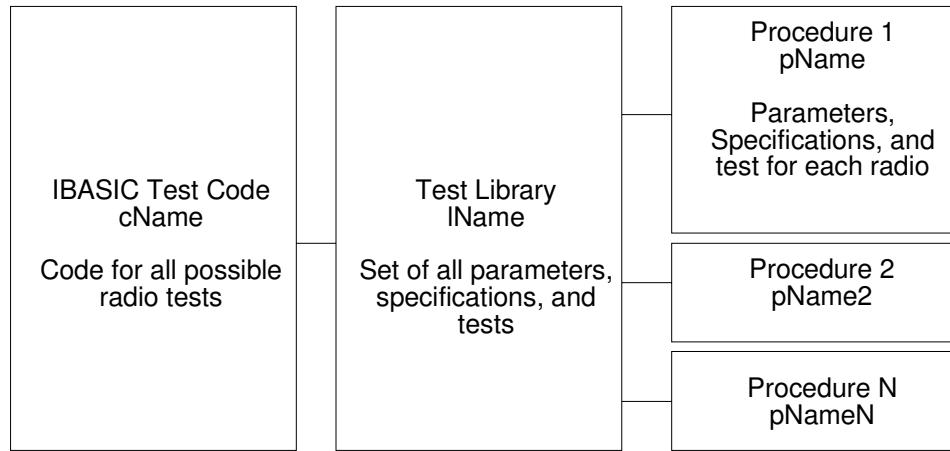 IBASIC Test Code
cName
Code for all possible
radio tests
Test Library
lName
Set of all parameters,
specifications, and
tests
Procedure 1
pName
Parameters,
Specifications, and
test for each radio
Procedure 2
pName2
Procedure N
pNameN